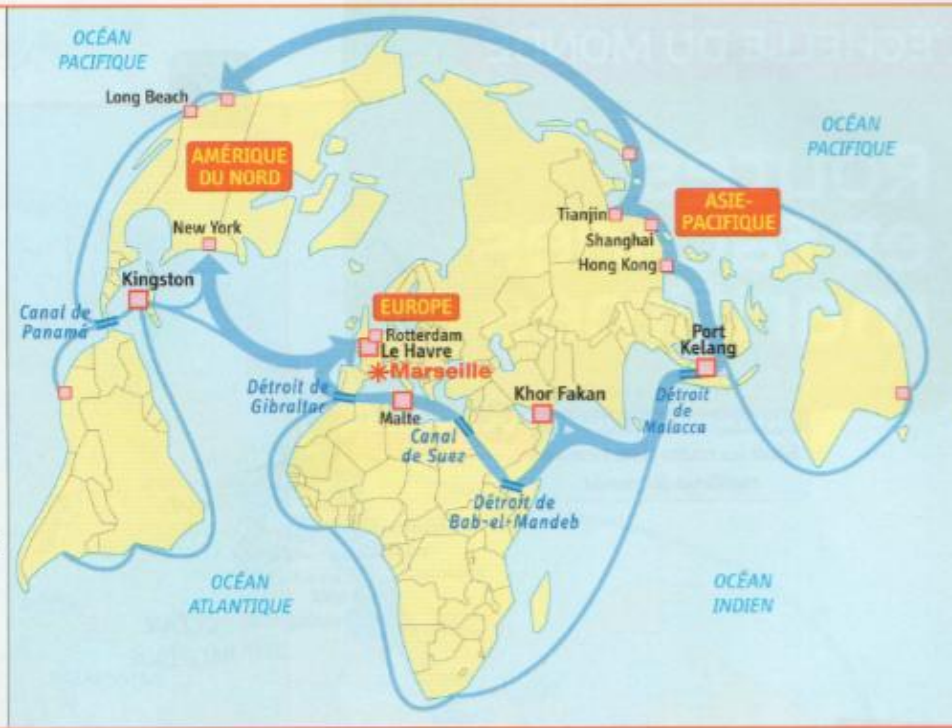 OCÉAN
PACIFIQUE
Long Beach
AMÉRIQUE
DU NORD
New York
Kingston
Canal de
Panamá
EUROPE
Rotterdam
Le Havre
Marseille
Détroit de
Gibraltar
Malte
Canal
de Suez
Khor Fakan
Détroit de
Bab-el-Mandeb
OCÉAN
PACIFIQUE
ASIE-
PACIFIQUE
Tianjin
Shanghai
Hong Kong
Port
Kelang
Détroit
de
Malacca
OCÉAN
ATLANTIQUE
OCÉAN
INDIEN